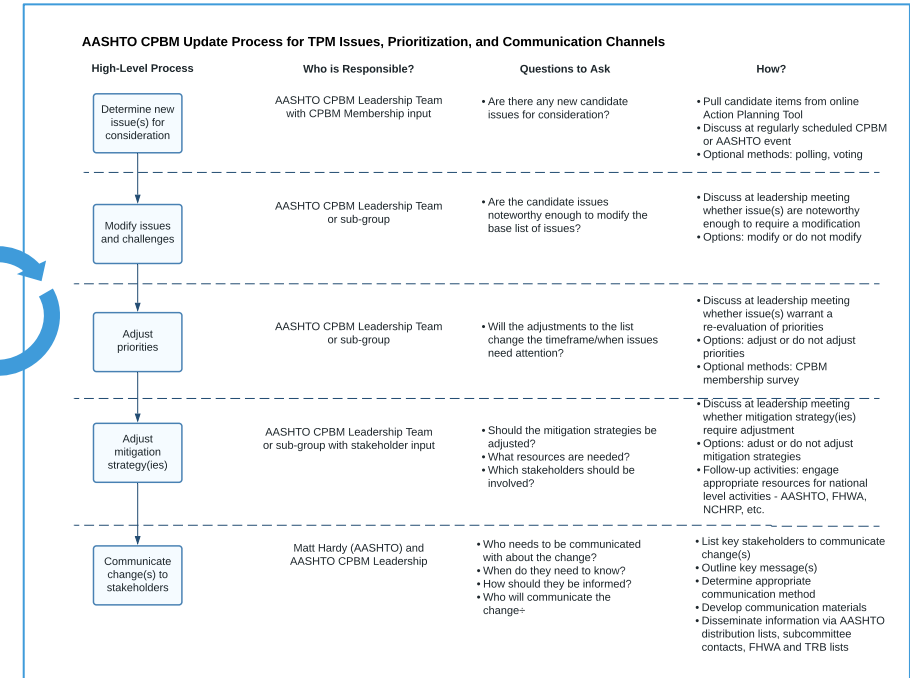 AASHTO CPBM Update Process for TPM Issues, Prioritization, and Communication Channels
High-Level Process
Who is Responsible?
Questions to Ask
How?
Determine new
issue(s) for
consideration
AASHTO CPBM Leadership Team
with CPBM Membership input
• Are there any new candidate
issues for consideration?
• Pull candidate items from online
Action Planning Tool
• Discuss at regularly scheduled CPBM
or AASHTO event
• Optional methods: polling, voting
Modify issues
and challenges
AASHTO CPBM Leadership Team
or sub-group
• Are the candidate issues
noteworthy enough to modify the
base list of issues?
• Discuss at leadership meeting
whether issue(s) are noteworthy
enough to require a modification
• Options: modify or do not modify
Adjust
priorities
AASHTO CPBM Leadership Team
or sub-group
• Will the adjustments to the list
change the timeframe/when issues
need attention?
• Discuss at leadership meeting
whether issue(s) warrant a
re-evaluation of priorities
• Options: adjust or do not adjust
priorities
• Optional methods: CPBM
membership survey
Adjust
mitigation
strategy(ies)
AASHTO CPBM Leadership Team
or sub-group with stakeholder input
• Should the mitigation strategies be
adjusted?
• What resources are needed?
• Which stakeholders should be
involved?
• Discuss at leadership meeting
whether mitigation strategy(ies)
require adjustment
• Options: adust or do not adjust
mitigation strategies
• Follow-up activities: engage
appropriate resources for national
level activities - AASHTO, FHWA,
NCHRP, etc.
Communicate
change(s) to
stakeholders
Matt Hardy (AASHTO) and
AASHTO CPBM Leadership
• Who needs to be communicated
with about the change?
• When do they need to know?
• How should they be informed?
• Who will communicate the
change÷
• List key stakeholders to communicate
change(s)
• Outline key message(s)
• Determine appropriate
communication method
• Develop communication materials
• Disseminate information via AASHTO
distribution lists, subcommittee
contacts, FHWA and TRB lists